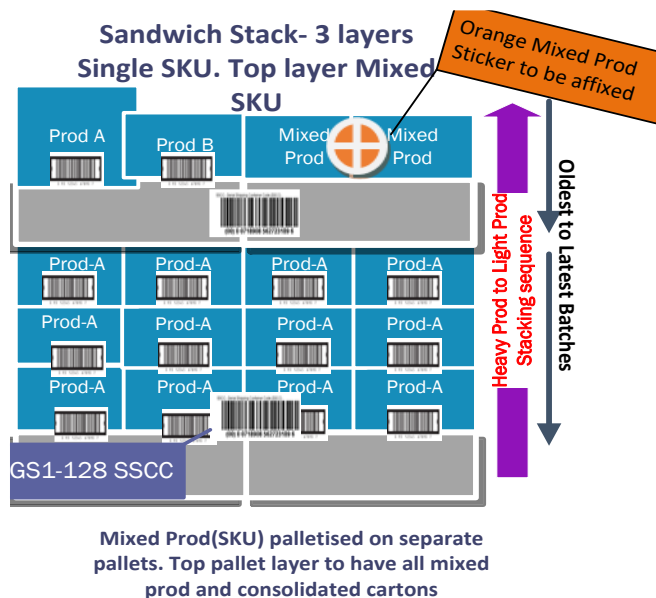 Sandwich Stack- 3 layers
Single SKU. Top layer Mixed
SKU
Orange Mixed Prod
Sticker to be affixed
Prod A
Prod B
Mixed
Prod
Mixed
Prod
Prod-A
Prod-A
Prod-A
Prod-A
Prod-A
Prod-A
Prod-A
Prod-A
Prod-A
Prod-A
Prod-A
Prod-A
GS1-128 SSCC
Heavy Prod to Light Prod
Stacking sequence
Oldest to Latest Batches
Mixed Prod(SKU) palletised on separate
pallets. Top pallet layer to have all mixed
prod and consolidated cartons